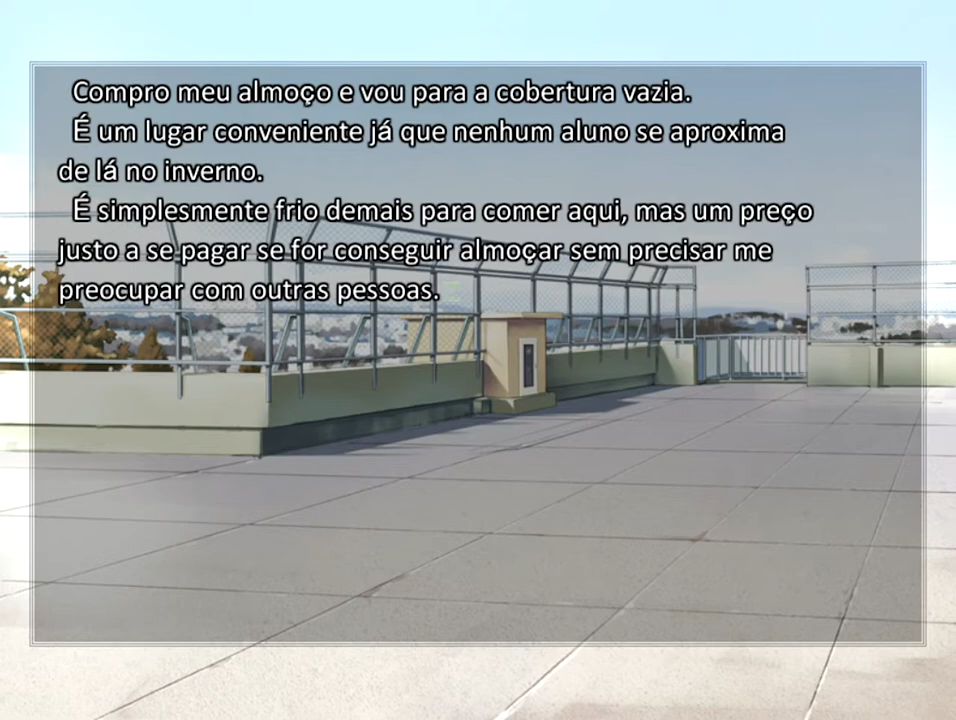 Compro meu almoço e vou para a cobertura vazia.
É um lugar conveniente já que nenhum aluno se aproxima
de lá no inverno.
É simplesmente frio demais para comer aqui, mas um preço
justo a se pagar se for conseguir almoçar sem precisar me
preocupar com outras pessoas.